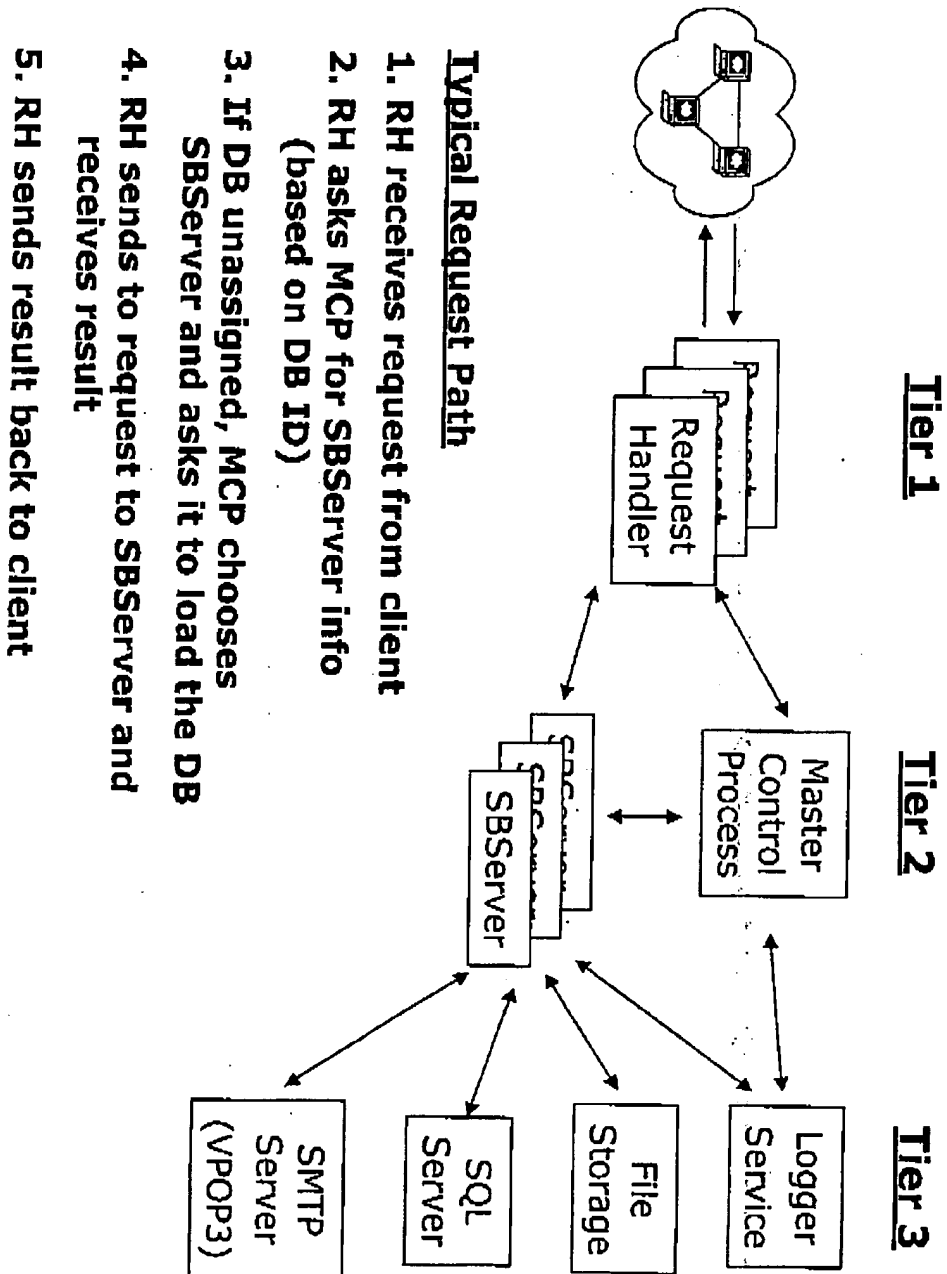 Tier 1
Tier 2
Tier 3
Request
Handler
Master
Control
Process
SBServer
Logger
Service
File
Storage
SQL
Server
SMTP
Server
(VPOP3)
Typical Request Path
1. RH receives request from client
2. RH asks MCP for SBServer info
(based on DB ID))
3. If DB unassigned, MCP chooses
SBServer and asks it to load the DB
4. RH sends to request to SBServer and
receives result
5. RH sends result back to client